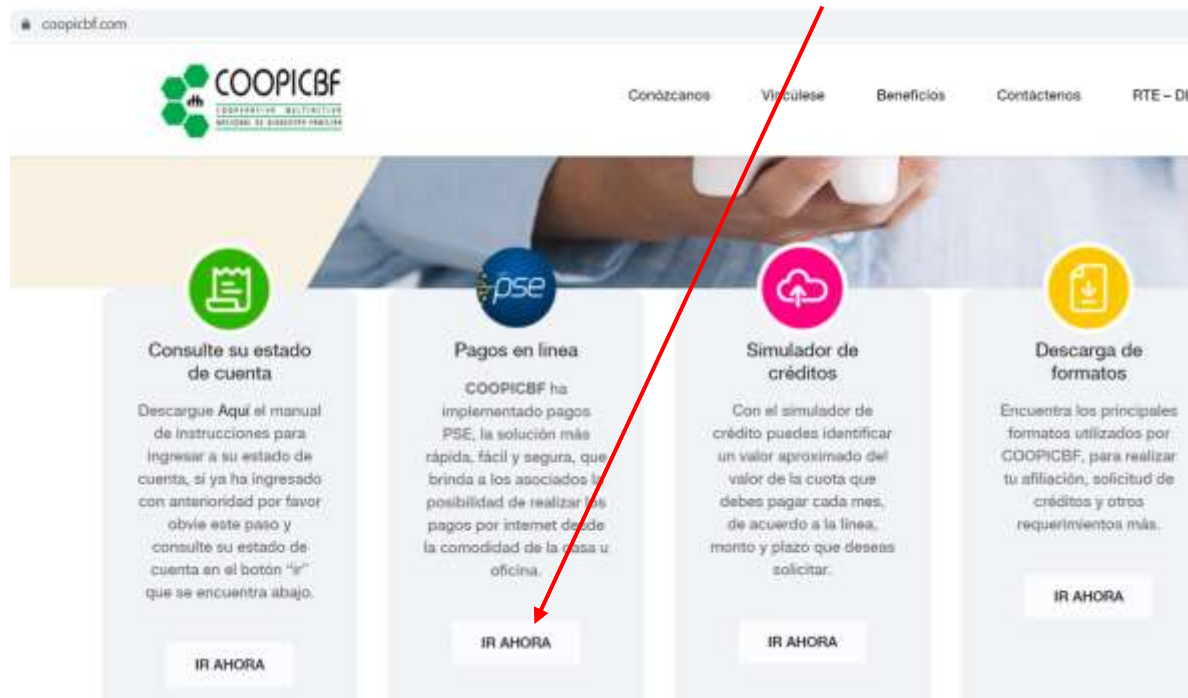 coopicbf.com
COOPICBF
Conózcanos
Vincúlese
Beneficios
Contáctenos
RTE – DI
Consulte su estado
de cuenta
Descargue Aquí el manual
de instrucciones para
ingresar a su estado de
cuenta, si ya ha ingresado
con anterioridad por favor
obvie este paso y
consulte su estado de
cuenta en el botón “ir”
que se encuentra abajo.
IR AHORA
pse
Pagos en linea
COOPICBF ha
implementado pagos
PSE, la solución más
rápida, fácil y segura, que
brinda a los asociados la
posibilidad de realizar los
pagos por internet desde
la comodidad de la casa u
oficina.
IR AHORA
Simulador de
créditos
Con el simulador de
crédito puedes identificar
un valor aproximado del
valor de la cuota que
debes pagar cada mes,
de acuerdo a la línea,
monto y plazo que deseas
solicitar.
IR AHORA
Descarga de
formatos
Encuentra los principales
formatos utilizados por
COOPICBF, para realizar
tu afiliación, solicitud de
créditos y otros
requerimientos más.
IR AHORA